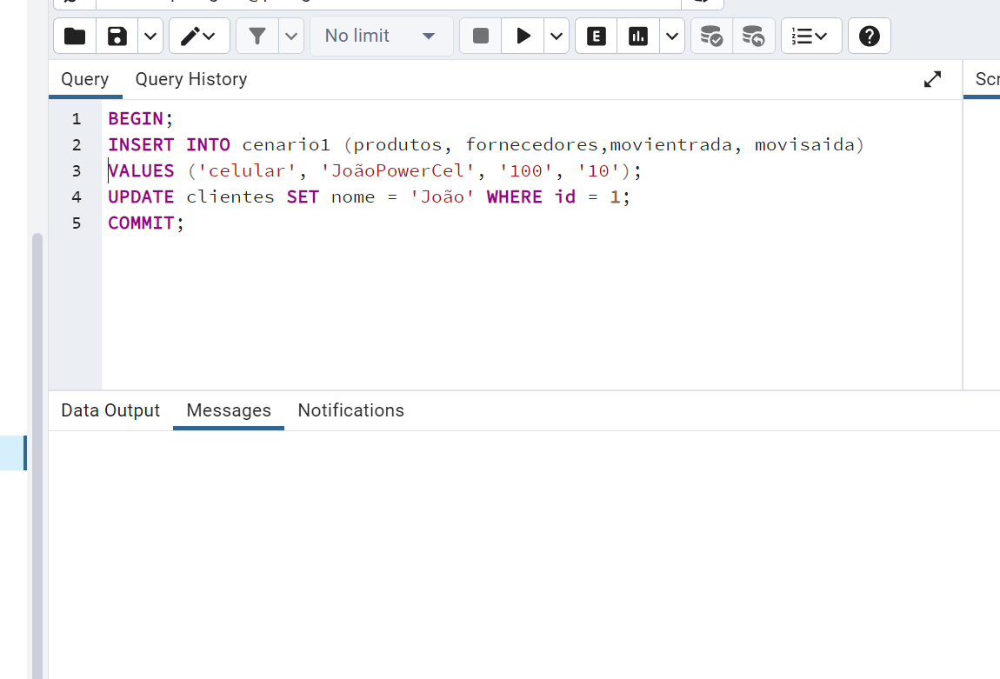 No limit
E
Query Query History
Scr
1 BEGIN;
2 INSERT INTO cenario1 (produtos, fornecedores,movientrada, movisaida)
3 VALUES ('celular', 'JoãoPowerCel', '100', '10');
4 UPDATE clientes SET nome = 'João' WHERE id = 1;
5 COMMIT;
Data Output Messages Notifications